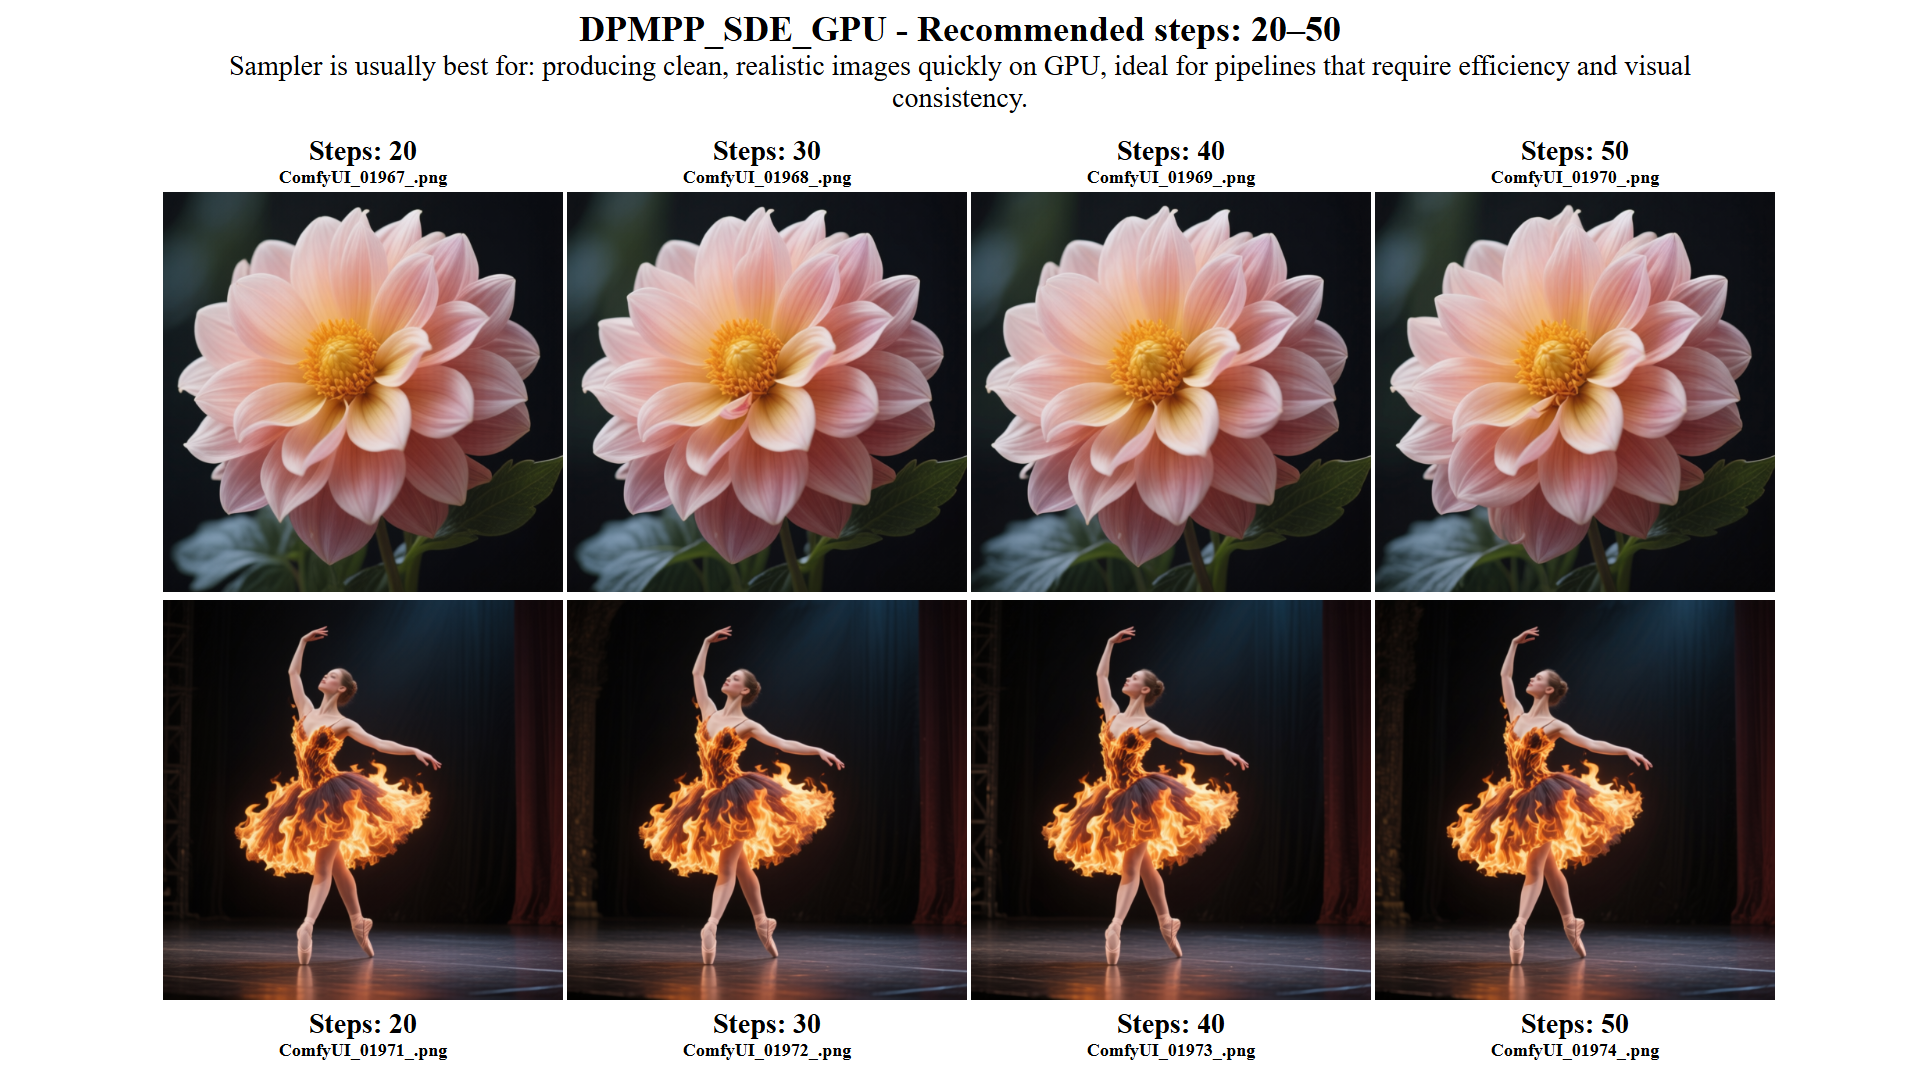 DPMPP_SDE_GPU - Recommended steps: 20–50
Sampler is usually best for: producing clean, realistic images quickly on GPU, ideal for pipelines that require efficiency and visual
consistency.
Steps: 20
ComfyUI_01967_.png
Steps: 30
ComfyUI_01968_.png
Steps: 40
ComfyUI_01969_.png
Steps: 50
ComfyUI_01970_.png
Steps: 20
ComfyUI_01971_.png
Steps: 30
ComfyUI_01972_.png
Steps: 40
ComfyUI_01973_.png
Steps: 50
ComfyUI_01974_.png